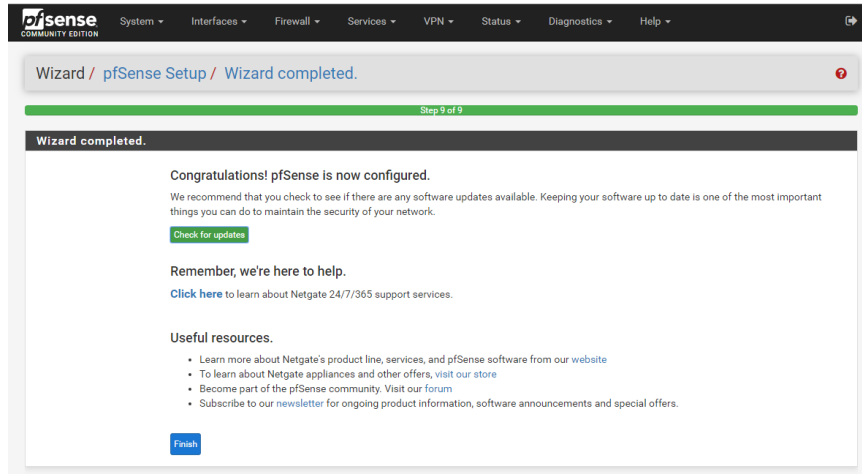 pfsense
COMMUNITY EDITION
System Interfaces Firewall Services VPN Status Diagnostics Help
Wizard / pfSense Setup / Wizard completed.
Step 9 of 9
Wizard completed.
Congratulations! pfSense is now configured.
We recommend that you check to see if there are any software updates available. Keeping your software up to date is one of the most important
things you can do to maintain the security of your network.
Check for updates
Remember, we're here to help.
Click here to learn about Netgate 24/7/365 support services.
Useful resources.
• Learn more about Netgate's product line, services, and pfSense software from our website
• To learn about Netgate appliances and other offers, visit our store
• Become part of the pfSense community. Visit our forum
• Subscribe to our newsletter for ongoing product information, software announcements and special offers.
Finish